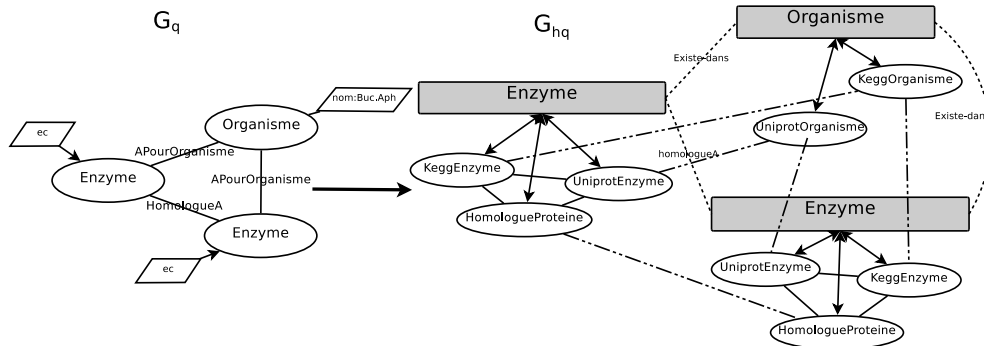 G_q
G_hq
Organisme
Existe-dans
KeggOrganisme
nom:Buc.Aph
Enzyme
ec
Organisme
Existe-dans
UniprotOrganisme
APourOrganisme
homologueA
KeggEnzyme
Enzyme
APourOrganisme
UniprotEnzyme
HomologueA
Enzyme
HomologueProteine
Enzyme
ec
UniprotEnzyme
KeggEnzyme
HomologueProteine